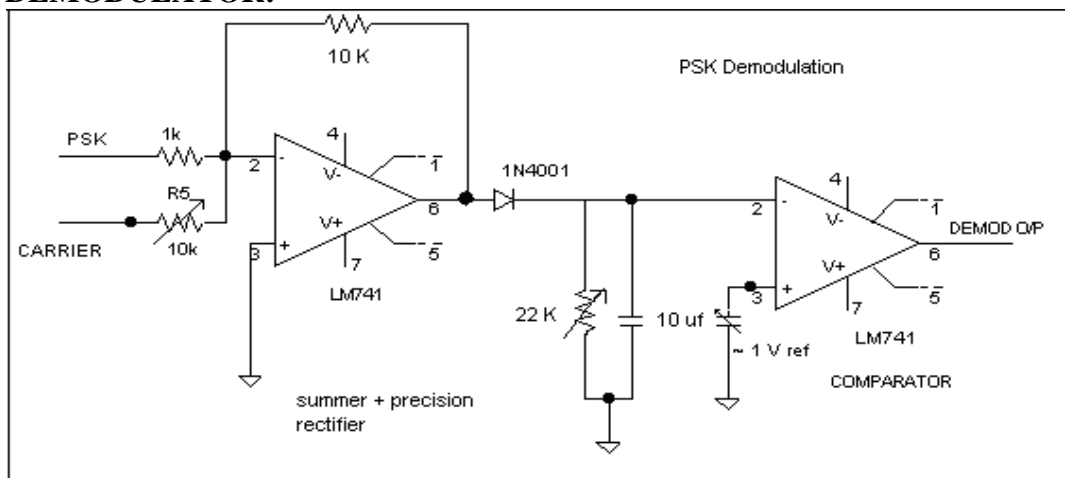 DEMODULATOR:
10 K
PSK Demodulation
PSK
1k
4
1
2
-
V-
1N4001
4
1
2
-
V-
R5
V+
6
DEMOD O/P
6
CARRIER
10k
3
+
7
5
V+
3
+
7
5
LM741
22 K
10 uf
~ 1 V ref
LM741
COMPARATOR
summer + precision
rectifier